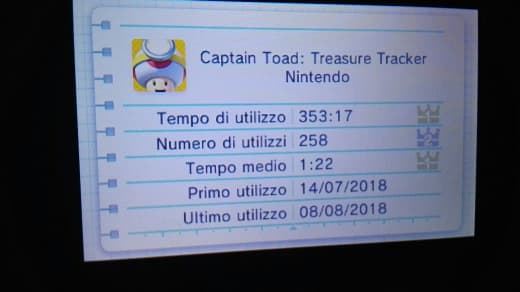 Captain Toad: Treasure Tracker
Nintendo
Tempo di utilizzo 353:17
Numero di utilizzi 258
Tempo medio 1:22
Primo utilizzo 14/07/2018
Ultimo utilizzo 08/08/2018